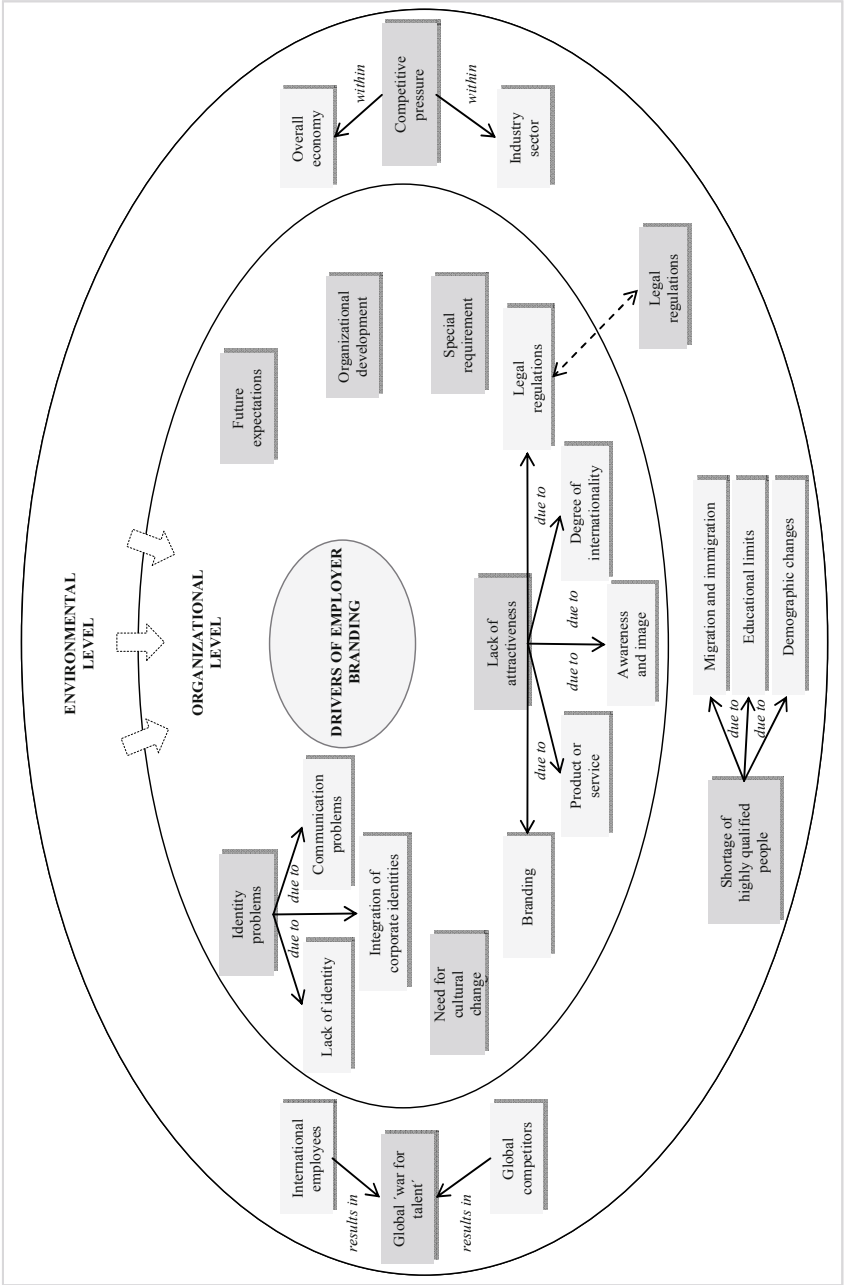 ENVIRONMENTAL
LEVEL
ORGANIZATIONAL
LEVEL
Identity
problems
Future
expectations
due to
due to
International
employees
Lack of identity
Communication
problems
Integration of
corporate identities
DRIVERS OF EMPLOYER
BRANDING
Organizational
development
Overall
economy
results in
within
Global ´war for
talent´
Competitive
pressure
results in
within
Global
competitors
Need for
cultural
change
Special
requirement
Industry
sector
Lack of
attractiveness
Branding
Legal
regulations
due to
due to
due to
due to
Product or
service
Awareness
and image
Degree of
internationality
Legal
regulations
Shortage of
highly qualified
people
due to
due to
Migration and immigration
Educational limits
Demographic changes